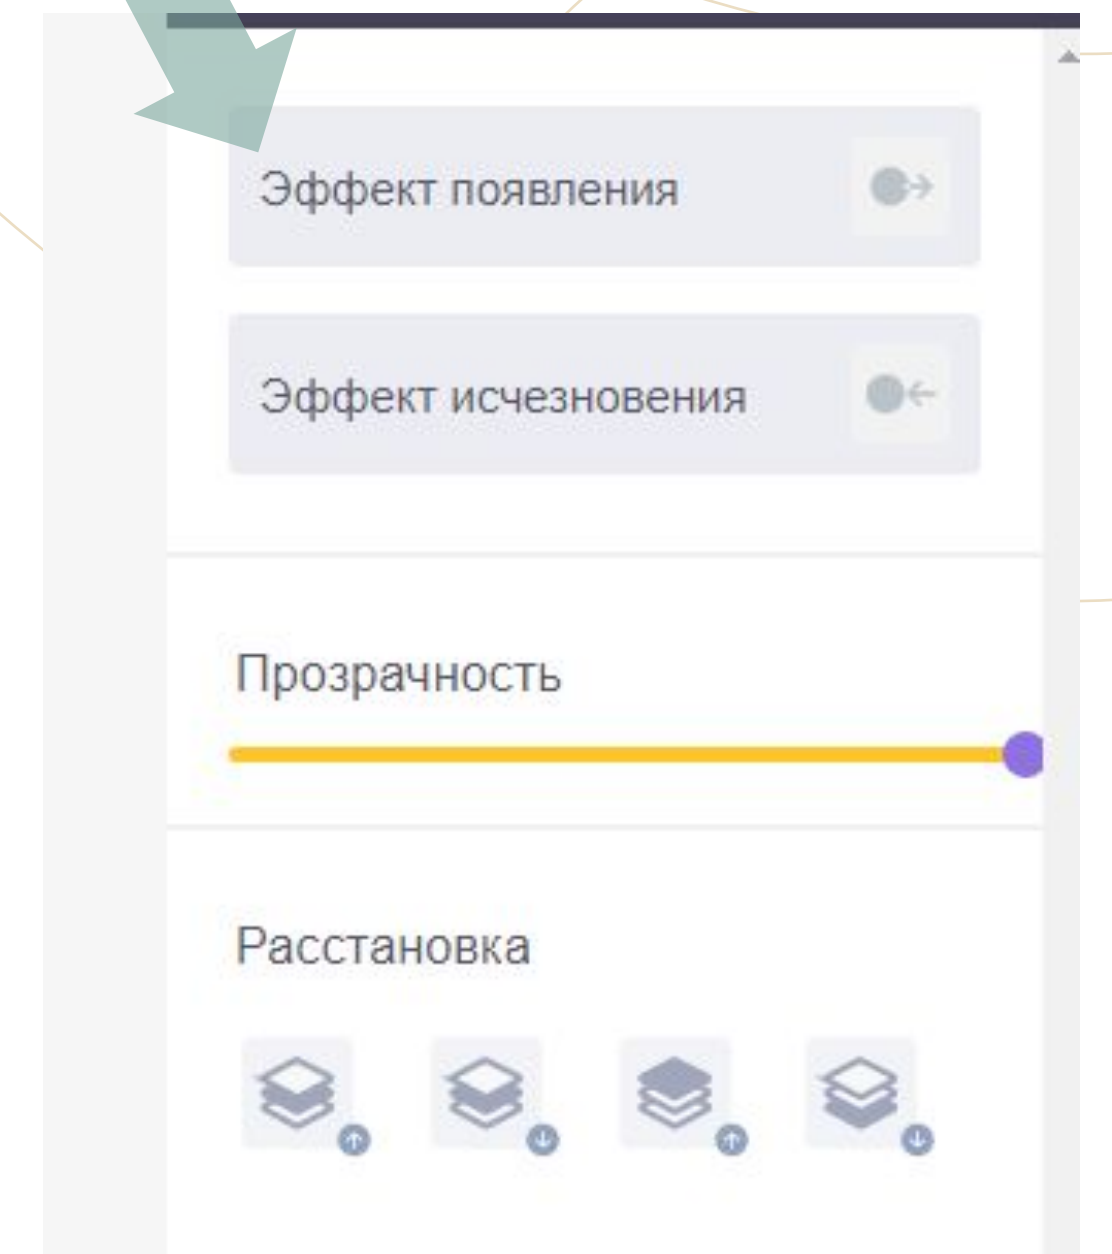 Эффект появления
Эффект исчезновения
Прозрачность
Расстановка